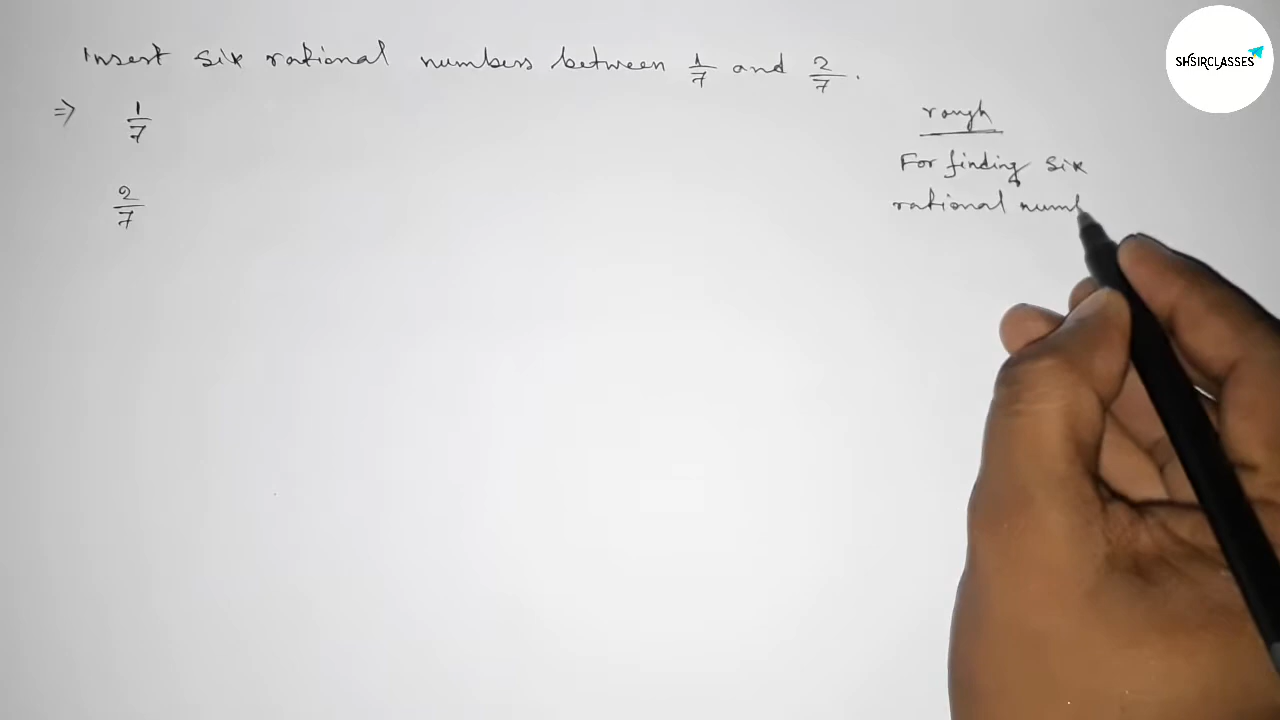 Insert six rational numbers between 1/7 and 2/7.
⇒ 1/7
2/7
rough
For finding six
rational numb
SHSIRCLASSES